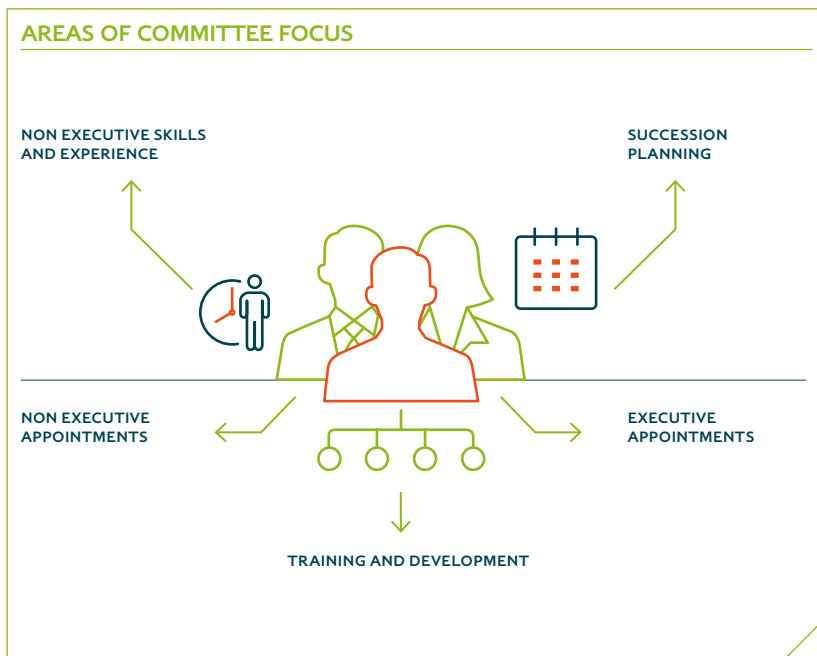 AREAS OF COMMITTEE FOCUS
NON EXECUTIVE SKILLS
AND EXPERIENCE
SUCCESSION
PLANNING
NON EXECUTIVE
APPOINTMENTS
EXECUTIVE
APPOINTMENTS
TRAINING AND DEVELOPMENT